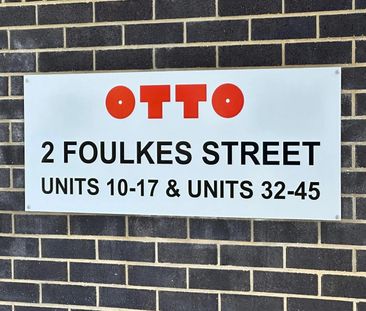 OTTO
2 FOULKES STREET
UNITS 10-17 & UNITS 32-45